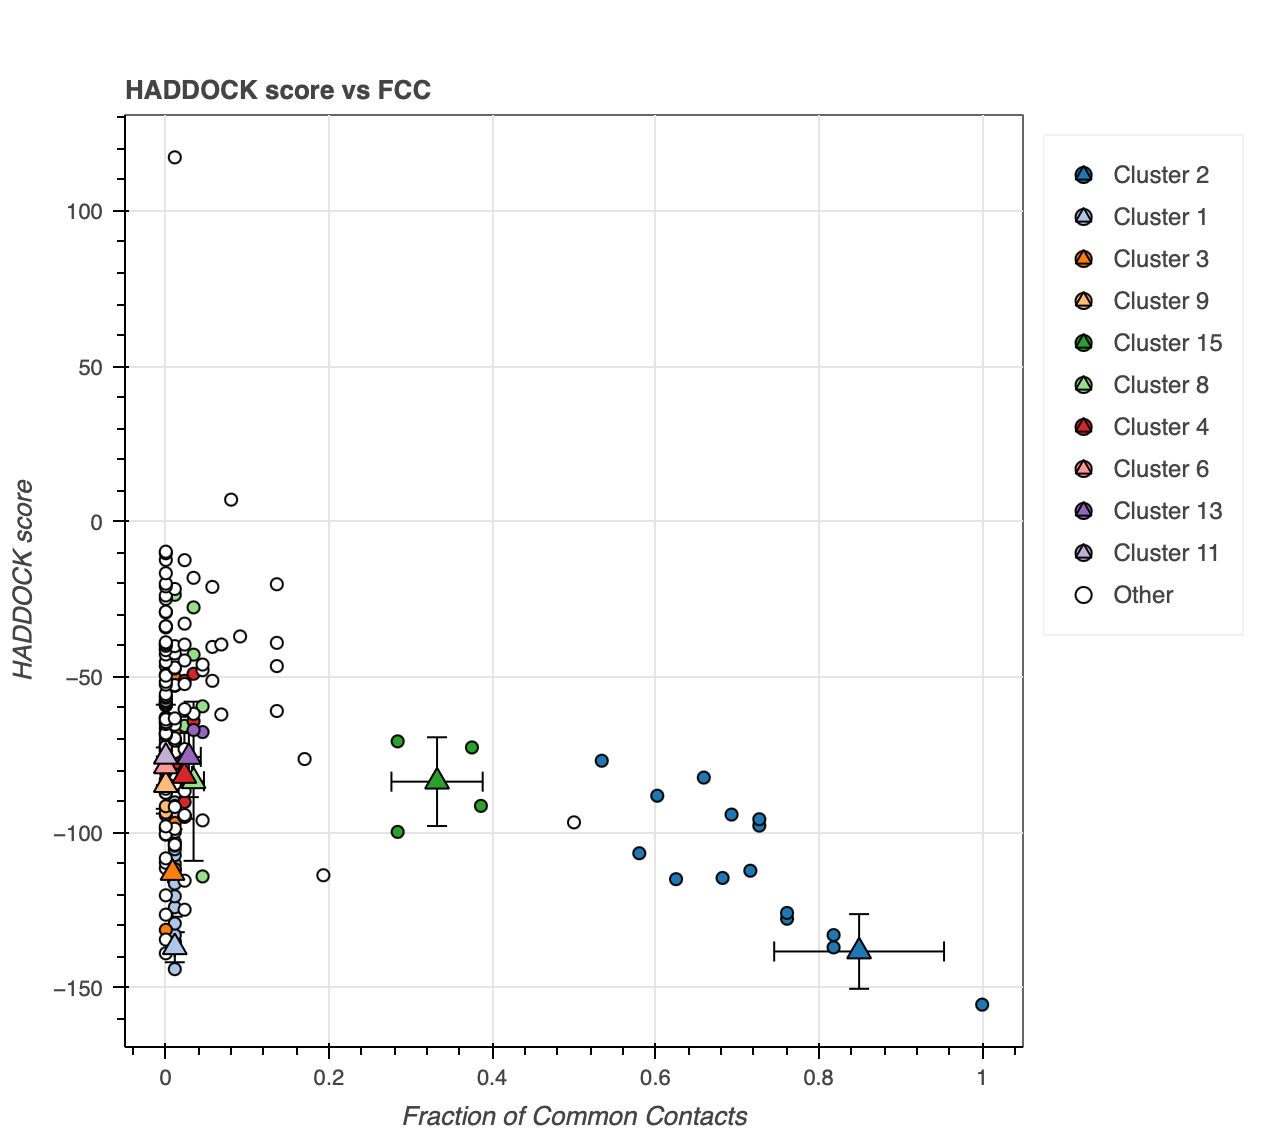 HADDOCK score vs FCC
HADDOCK score
100
50
0
−50
−100
−150
0
0.2
0.4
0.6
0.8
1
Fraction of Common Contacts
Cluster 2
Cluster 1
Cluster 3
Cluster 9
Cluster 15
Cluster 8
Cluster 4
Cluster 6
Cluster 13
Cluster 11
Other